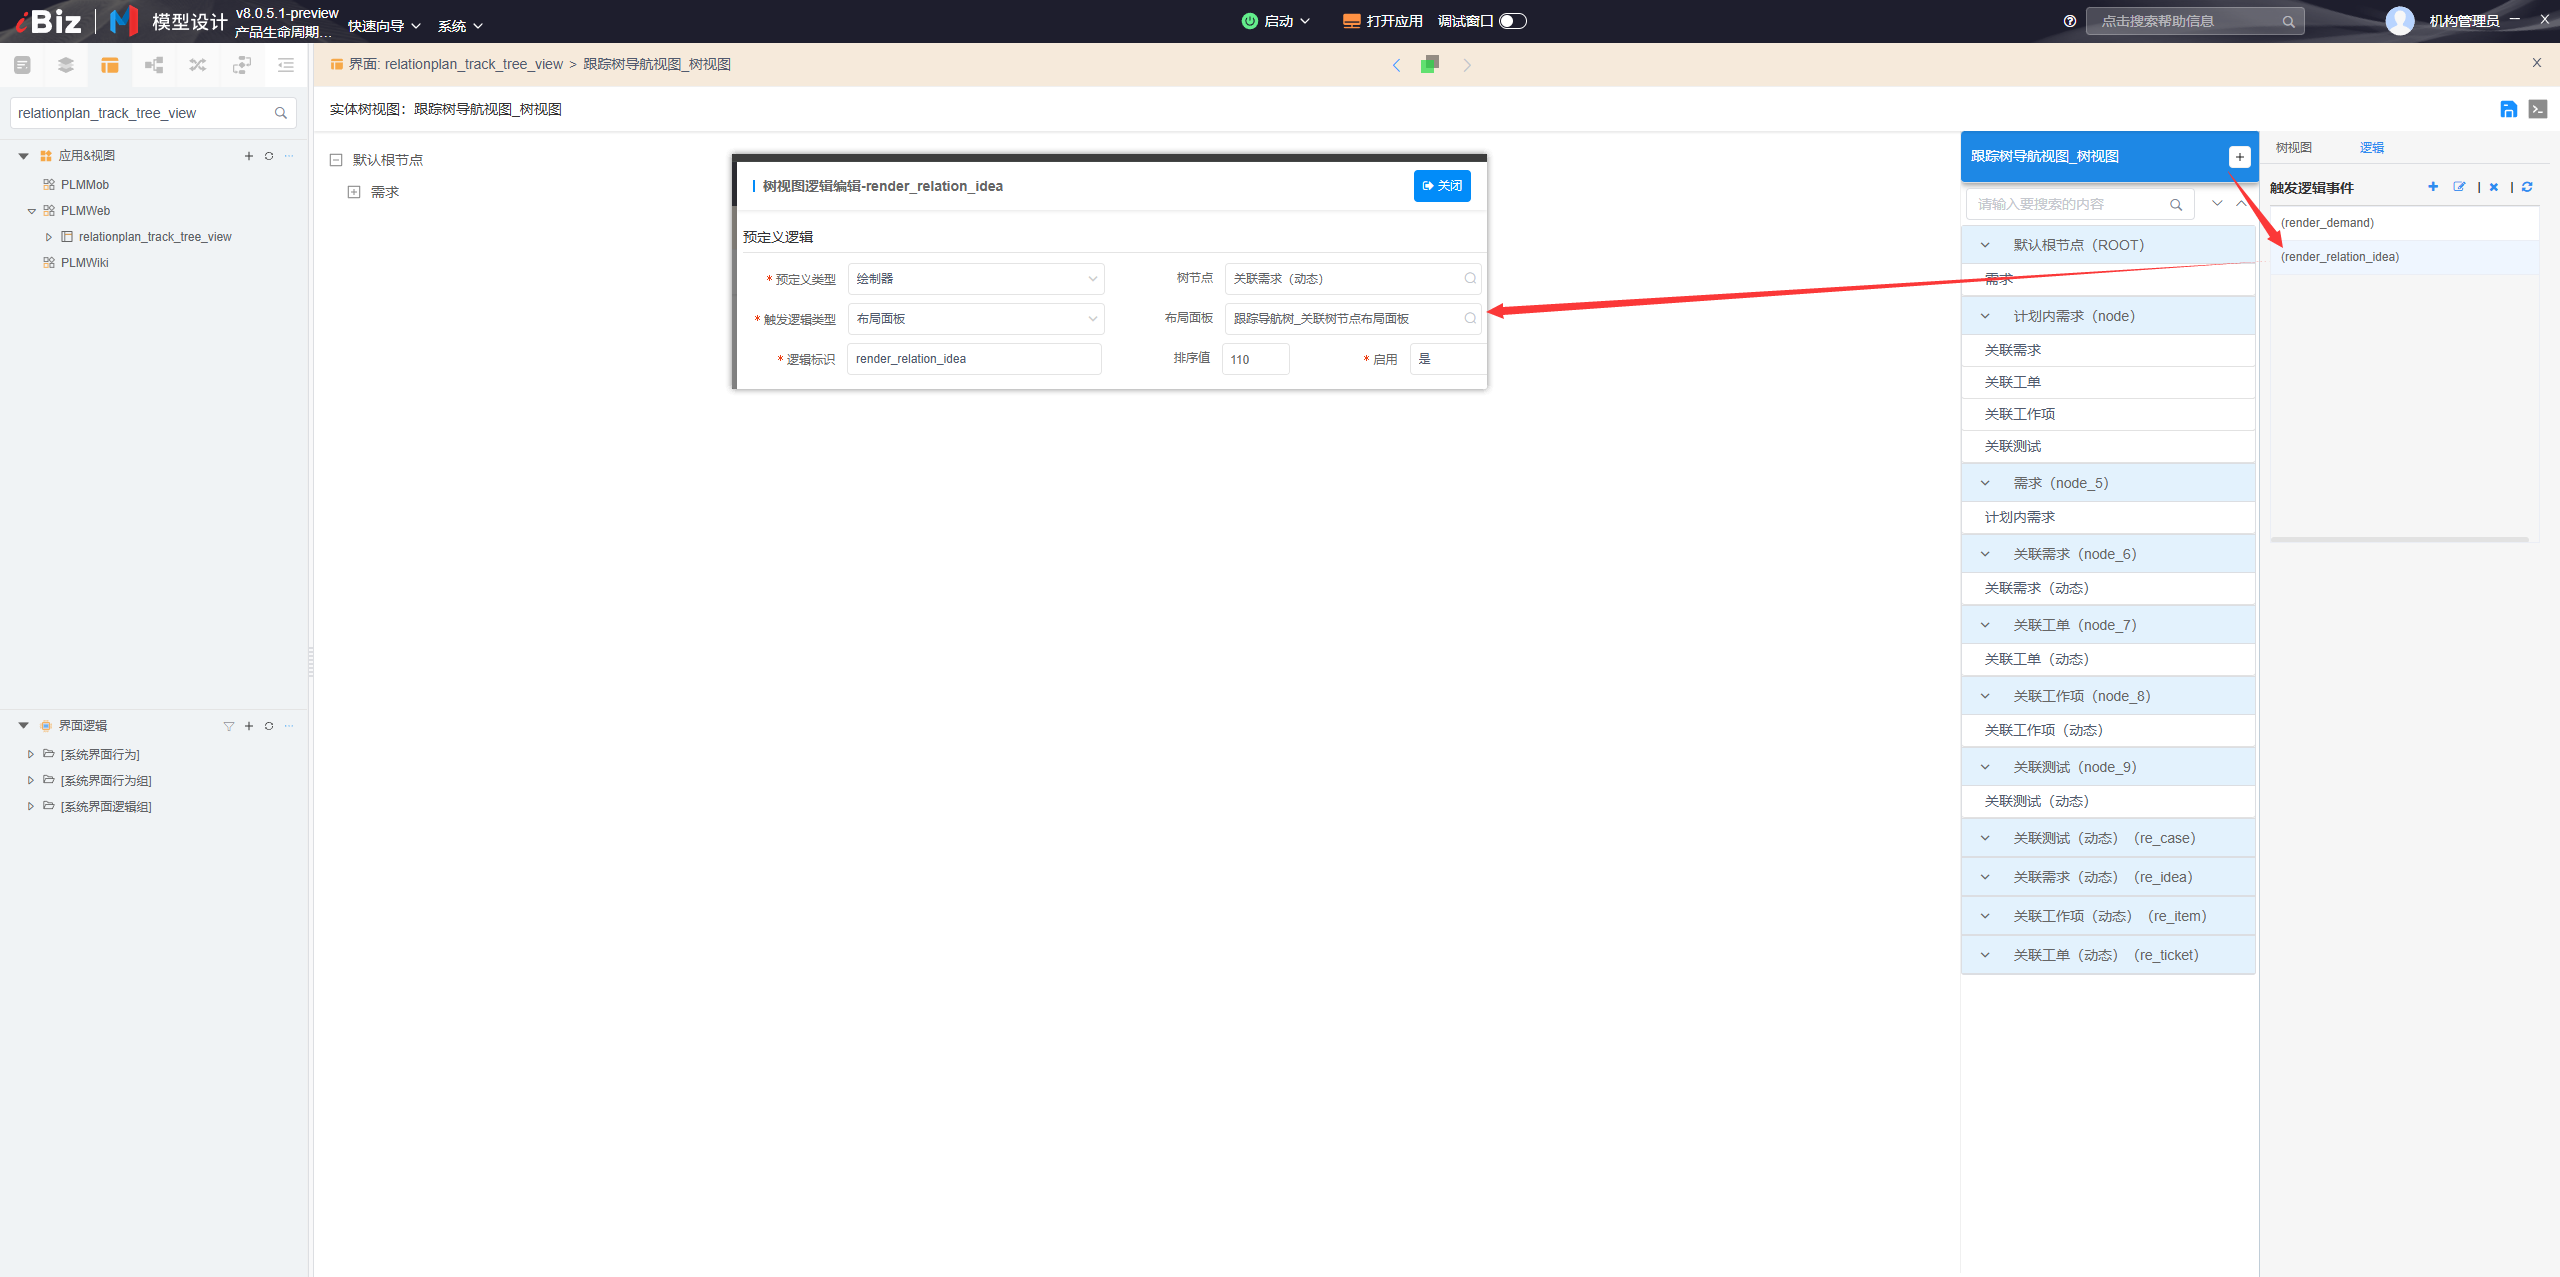 iBiz
模型设计
v8.0.5.1-preview
产品生命周期...
快速向导
系统
启动
打开应用
调试窗口
点击搜索帮助信息
机构管理员
relationplan_track_tree_view
应用&视图
PLMMob
PLMWeb
relationplan_track_tree_view
PLMWiki
界面逻辑
[系统界面行为]
[系统界面行为组]
[系统界面逻辑组]
界面: relationplan_track_tree_view > 跟踪树导航视图_树视图
实体树视图：跟踪树导航视图_树视图
默认根节点
需求
树视图逻辑编辑-render_relation_idea
关闭
预定义逻辑
* 预定义类型
绘制器
树节点
关联需求（动态）
* 触发逻辑类型
布局面板
布局面板
跟踪导航树_关联树节点布局面板
* 逻辑标识
render_relation_idea
排序值
110
* 启用
是
跟踪树导航视图_树视图
请输入要搜索的内容
默认根节点（ROOT）
需求
计划内需求（node）
关联需求
关联工单
关联工作项
关联测试
需求（node_5）
计划内需求
关联需求（node_6）
关联需求（动态）
关联工单（node_7）
关联工单（动态）
关联工作项（node_8）
关联工作项（动态）
关联测试（node_9）
关联测试（动态）
关联测试（动态）（re_case）
关联需求（动态）（re_idea）
关联工作项（动态）（re_item）
关联工单（动态）（re_ticket）
树视图
逻辑
触发逻辑事件
(render_demand)
(render_relation_idea)